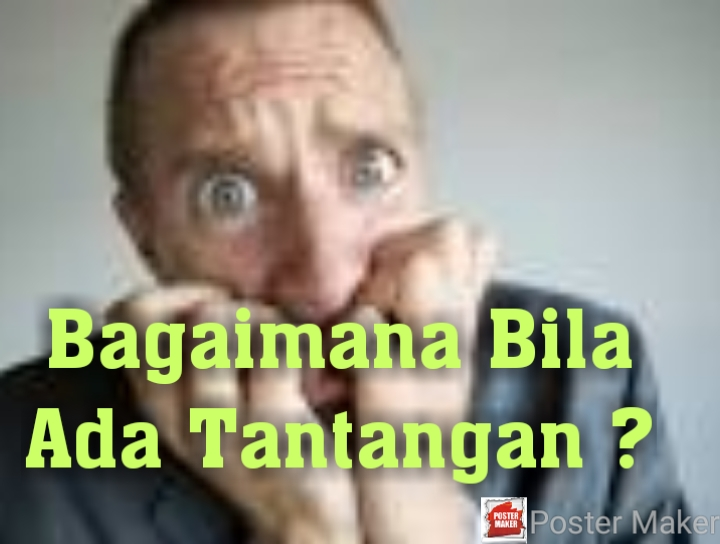 Bagaimana Bila
Ada Tantangan ?
POSTER
MAKER
Poster Maker